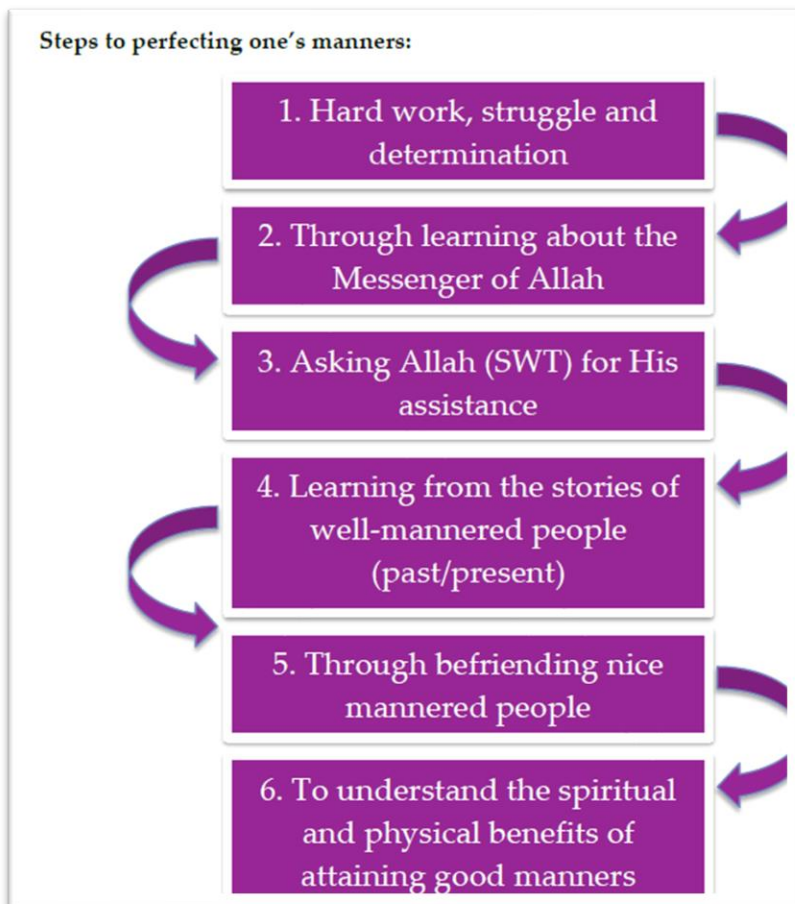 Steps to perfecting one's manners:
1. Hard work, struggle and
determination
2. Through learning about the
Messenger of Allah
3. Asking Allah (SWT) for His
assistance
4. Learning from the stories of
well-mannered people
(past/present)
5. Through befriending nice
mannered people
6. To understand the spiritual
and physical benefits of
attaining good manners